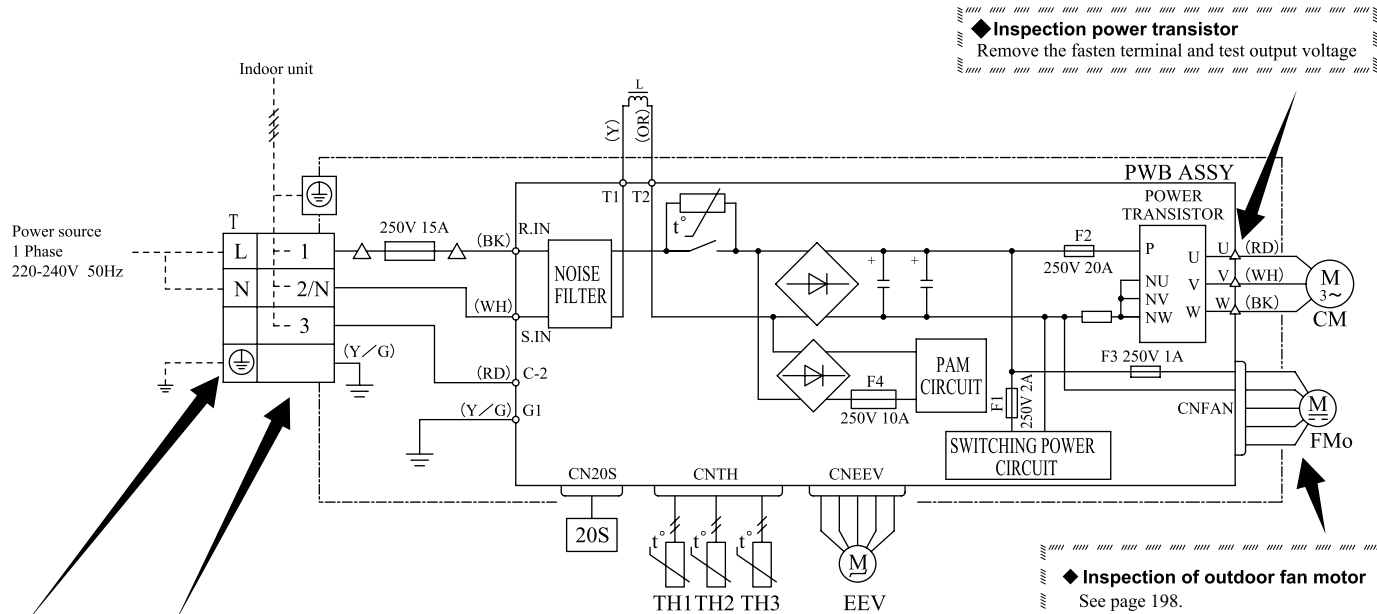 ◆Inspection power transistor
Remove the fasten terminal and test output voltage
Indoor unit
L
(Y)
(OR)
PWB ASSY
T1
T2
POWER
TRANSISTOR
T
Power source
1 Phase
220-240V 50Hz
L
1
250V 15A
(BK)
R.IN
t°
F2
250V 20A
P
U
U
(RD)
N
2/N
NOISE
FILTER
+
+
NU
NV
NW
V
V
(WH)
W
W
(BK)
M
3~
CM
(WH)
S.IN
3
(Y/G)
(RD)
C-2
(Y/G)
G1
F4
250V 10A
PAM
CIRCUIT
F1
250V 2A
F3 250V 1A
CNFAN
M
FMo
SWITCHING POWER
CIRCUIT
CN20S
CNTH
CNEEV
20S
t°
t°
t°
TH1
TH2
TH3
M
EEV
◆ Inspection of outdoor fan motor
See page 198.